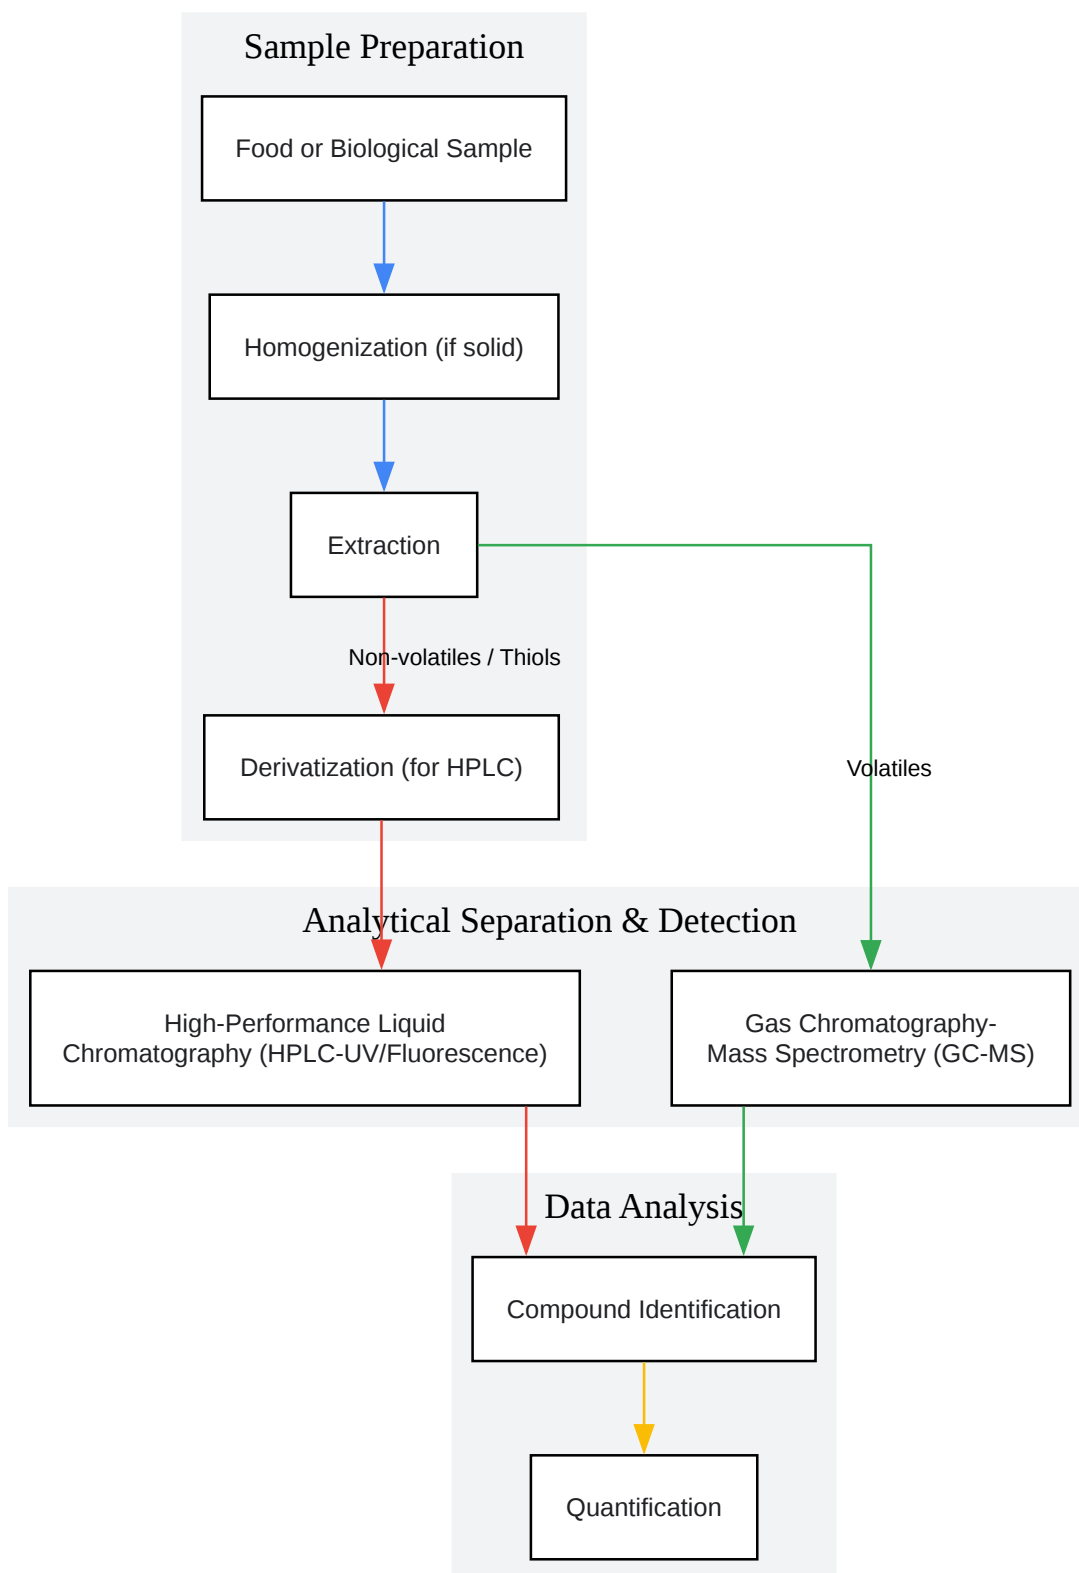 Sample Preparation
Food or Biological Sample
Homogenization (if solid)
Extraction
Non-volatiles / Thiols
Derivatization (for HPLC)
Volatiles
Analytical Separation & Detection
High-Performance Liquid
Chromatography (HPLC-UV/Fluorescence)
Gas Chromatography-
Mass Spectrometry (GC-MS)
Data Analysis
Compound Identification
Quantification